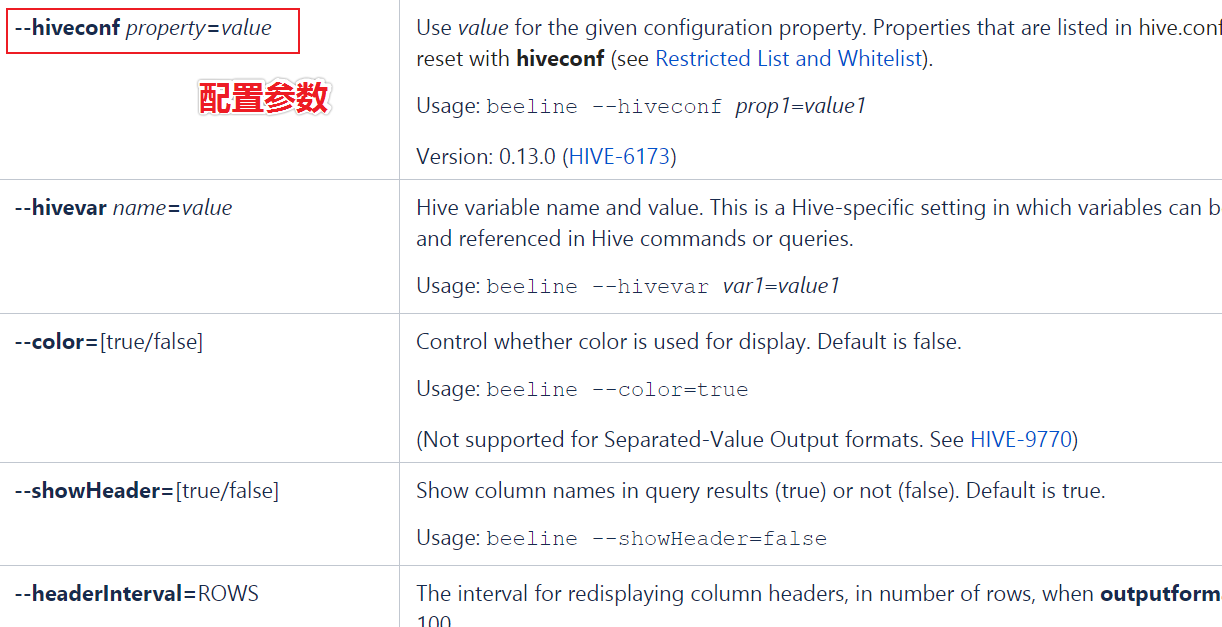 --hiveconf property=value
配置参数
Use value for the given configuration property. Properties that are listed in
reset with hiveconf (see Restricted List and Whitelist).
Usage: beeline --hiveconf prop1=value1
Version: 0.13.0 (HIVE-6173)
--hivevar name=value
Hive variable name and value. This is a Hive-specific setting in which variables can
and referenced in Hive commands or queries.
Usage: beeline --hivevar var1=value1
--color=[true/false]
Control whether color is used for display. Default is false.
Usage: beeline --color=true
(Not supported for Separated-Value Output formats. See HIVE-9770)
--showHeader=[true/false]
Show column names in query results (true) or not (false). Default is true.
Usage: beeline --showHeader=false
--headerInterval=ROWS
The interval for redisplaying column headers, in number of rows, when
100.